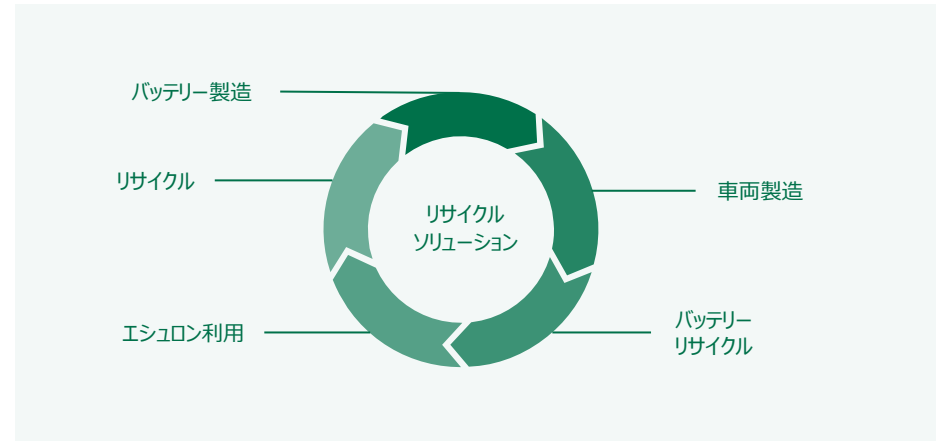 バッテリー製造
リサイクル
車両製造
リサイクル
ソリューション
エシュロン利用
バッテリー
リサイクル